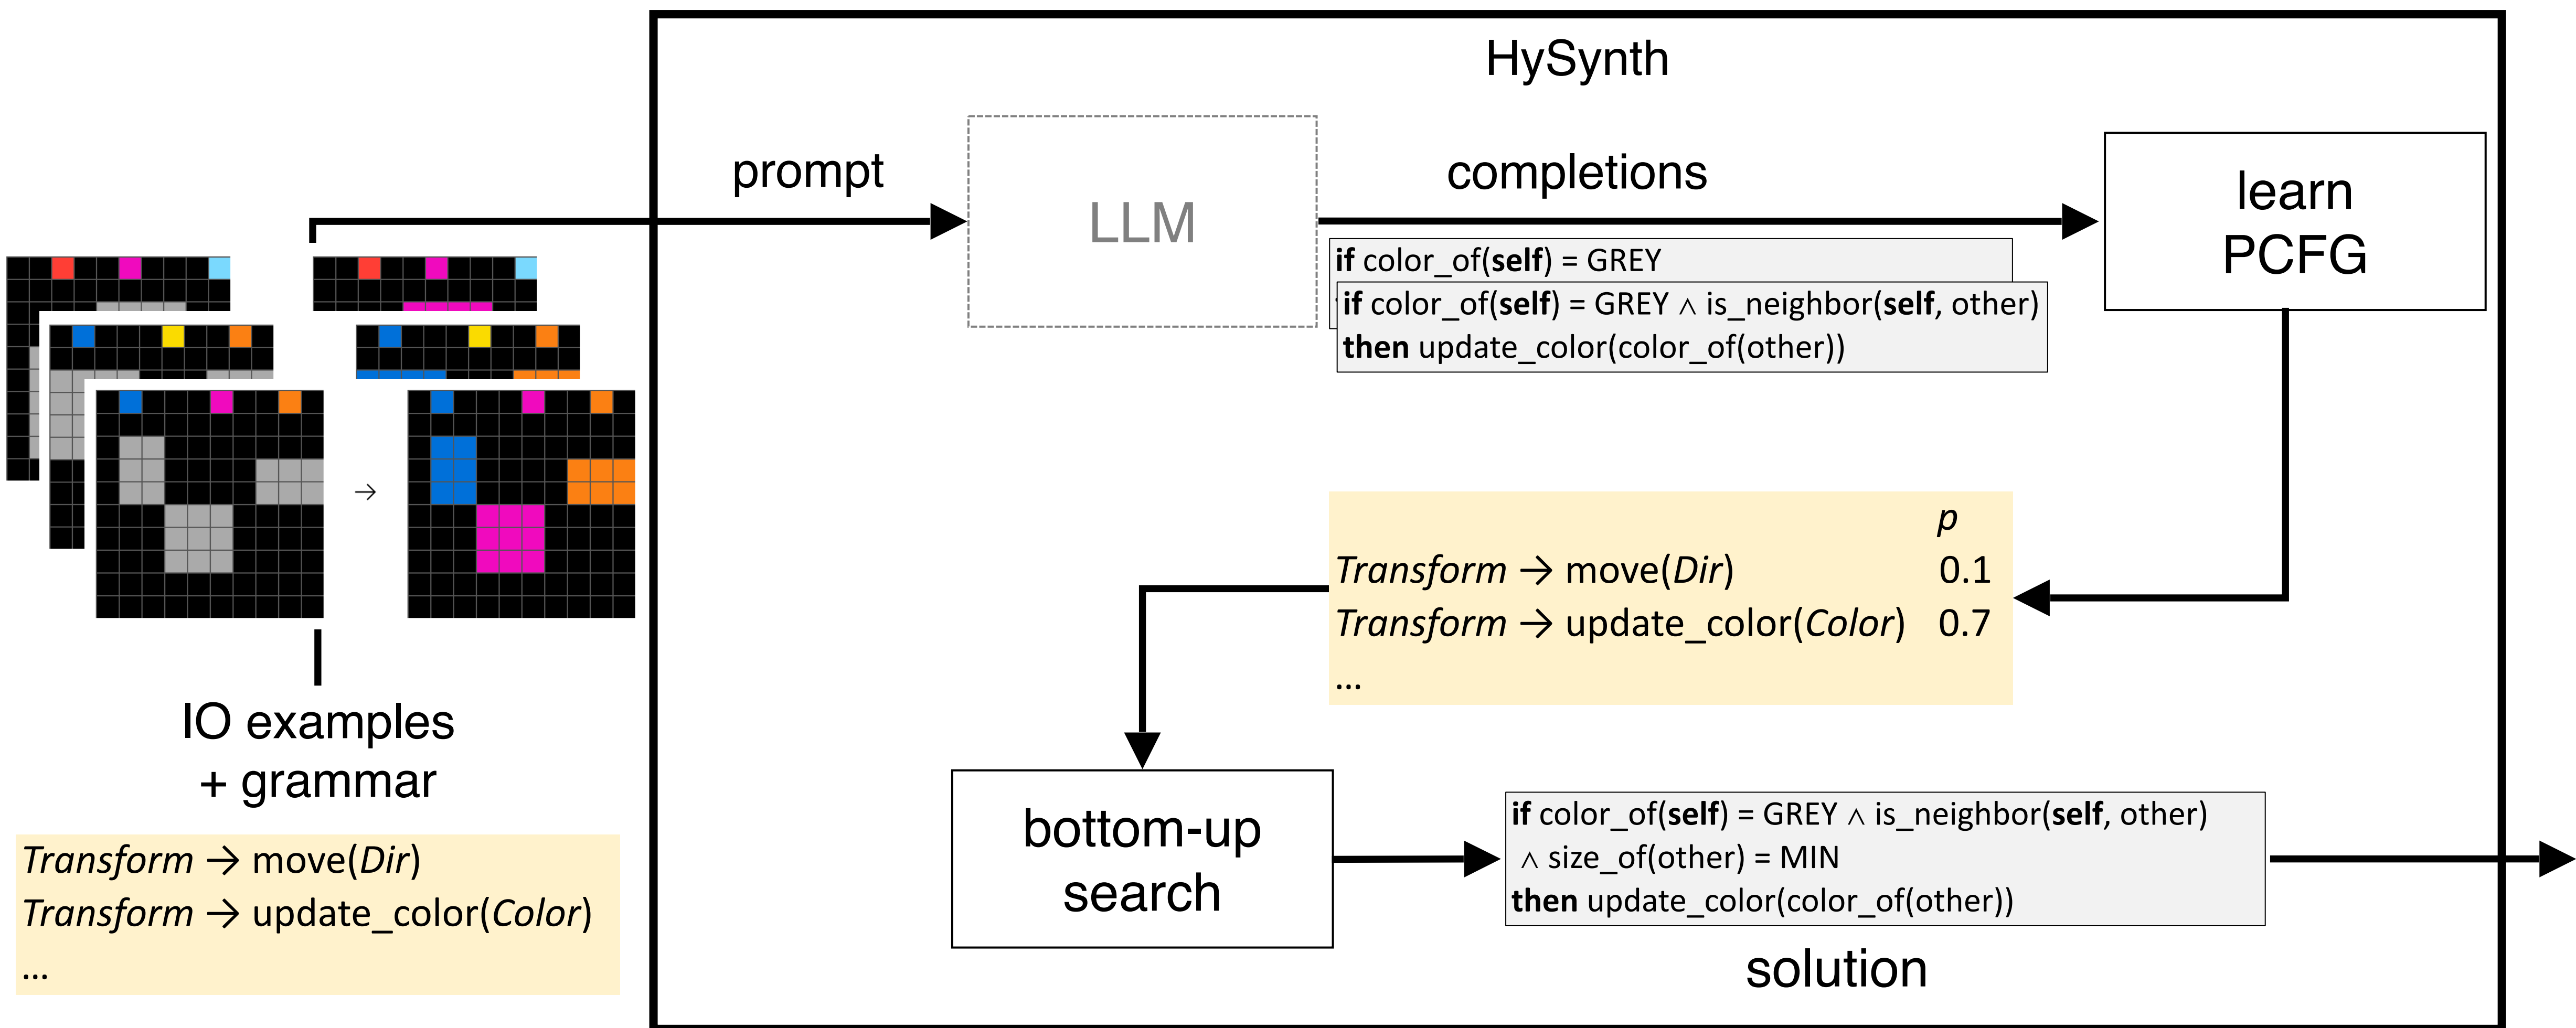 HySynth
prompt
LLM
completions
learn
PCFG
if color_of(self) = GREY
if color_of(self) = GREY ∧ is_neighbor(self, other)
then update_color(color_of(other))
→
p
Transform → move(Dir) 0.1
Transform → update_color(Color) 0.7
...
IO examples
+ grammar
Transform → move(Dir)
Transform → update_color(Color)
...
bottom-up
search
if color_of(self) = GREY ∧ is_neighbor(self, other)
∧ size_of(other) = MIN
then update_color(color_of(other))
solution